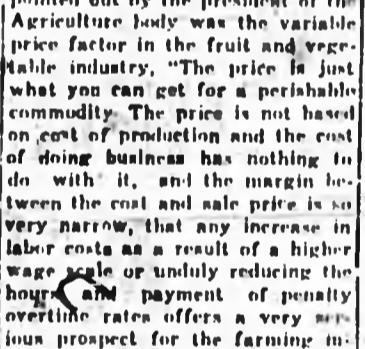 pointed out by the president of the
Agriculture body was the variable
price factor in the fruit and vege-
table industry. "The price is just
what you can get for a perishable
commodity. The price is not based
on cost of production and the cost
of doing business has nothing to
do with it, and the margin be-
tween the cost and sale price is so
very narrow, that any increase in
labor costs as a result of a higher
wage scale or unduly reducing the
hours and payment of penalty
overtime rates offers a very ser-
ious prospect for the farming in-